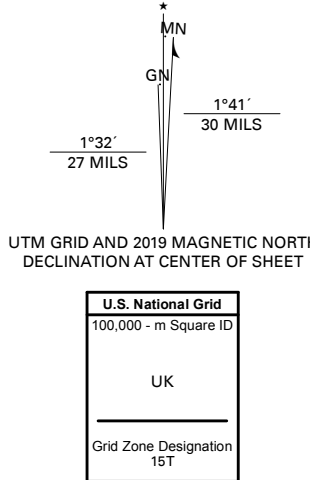 MN
GN
1°41´
30 MILS
1°32´
27 MILS
UTM GRID AND 2019 MAGNETIC NORTH
DECLINATION AT CENTER OF SHEET
U.S. National Grid
100,000 - m Square ID
UK
Grid Zone Designation
15T